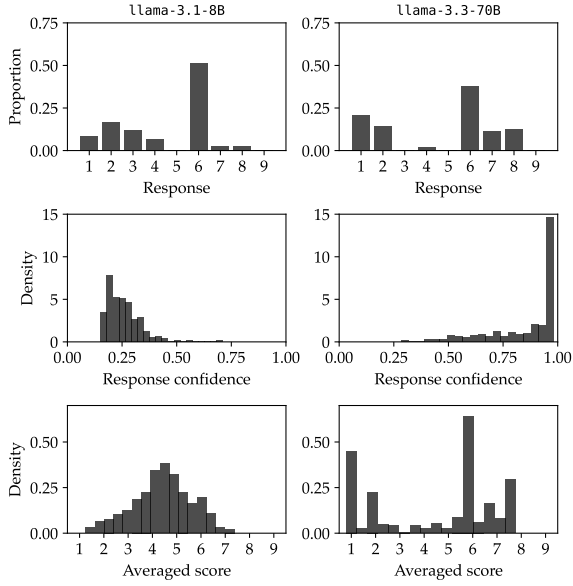 llama-3.1-8B llama-3.3-70B
Proportion
0.75 0.75
0.50 0.50
0.25 0.25
0.00 0.00
1 2 3 4 5 6 7 8 9 1 2 3 4 5 6 7 8 9
Response Response
Density
15 15
10 10
5 5
0 0
0.00 0.25 0.50 0.75 1.00 0.00 0.25 0.50 0.75 1.00
Response confidence Response confidence
Density
0.50 0.50
0.25 0.25
0.00 0.00
1 2 3 4 5 6 7 8 9 1 2 3 4 5 6 7 8 9
Averaged score Averaged score